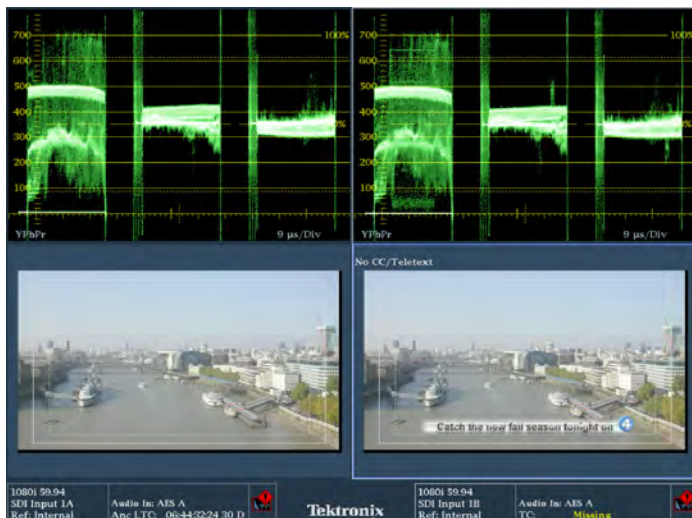 700
600
500
400
300
200
100
100%
0%
YPbPr
9 µs/Div
700
600
500
400
300
200
100
100%
0%
YPbPr
9 µs/Div
No CC/Teletext
Catch the new fall season tonight on 4
1080i 59.94
SDI Input 1A
Ref: Internal
Audio In: AES A
Anc LTC: 06:44:32:24 30 D
Tektronix
1080i 59.94
SDI Input 1B
Ref: Internal
Audio In: AES A
TC: Missing